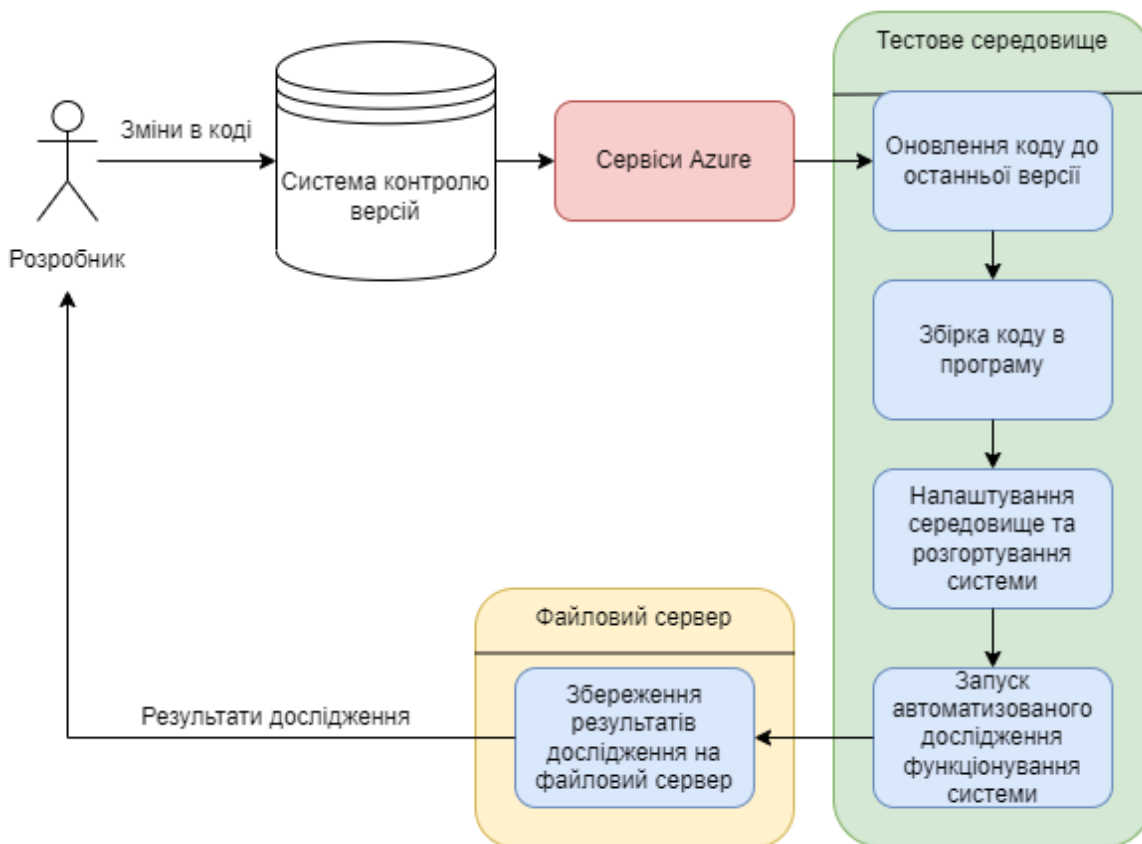 Тестове середовище
Зміни в коді
Розробник
Система контролю
версій
Сервіси Azure
Оновлення коду до
останньої версії
Збірка коду в
програму
Налаштування
середовище та
розгортування
системи
Запуск
автоматизованого
дослідження
функціонування
системи
Файловий сервер
Збереження
результатів
дослідження на
файловий сервер
Результати дослідження